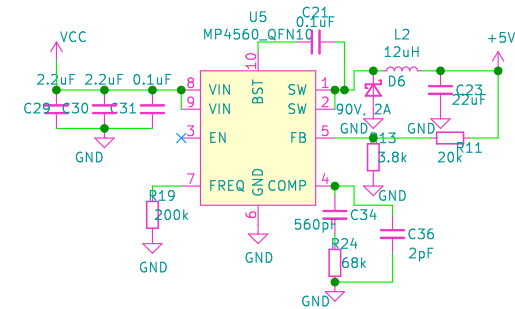 U5
MP4560_QFN10
C21
0.1uF
VCC
L2
12uH
+5V
2.2uF 2.2uF 0.1uF
C29 C30 C31
8 VIN
9 VIN
3 EN
7 FREQ
10 BST
GND 6
SW 1
SW 2
FB 5
COMP 4
D6
90V, 2A
GND
C23
22uF
GND
GND
R13
3.8k
GND
R11
20k
R19
200k
GND
GND
C34
560pF
C36
2pF
R24
68k
GND